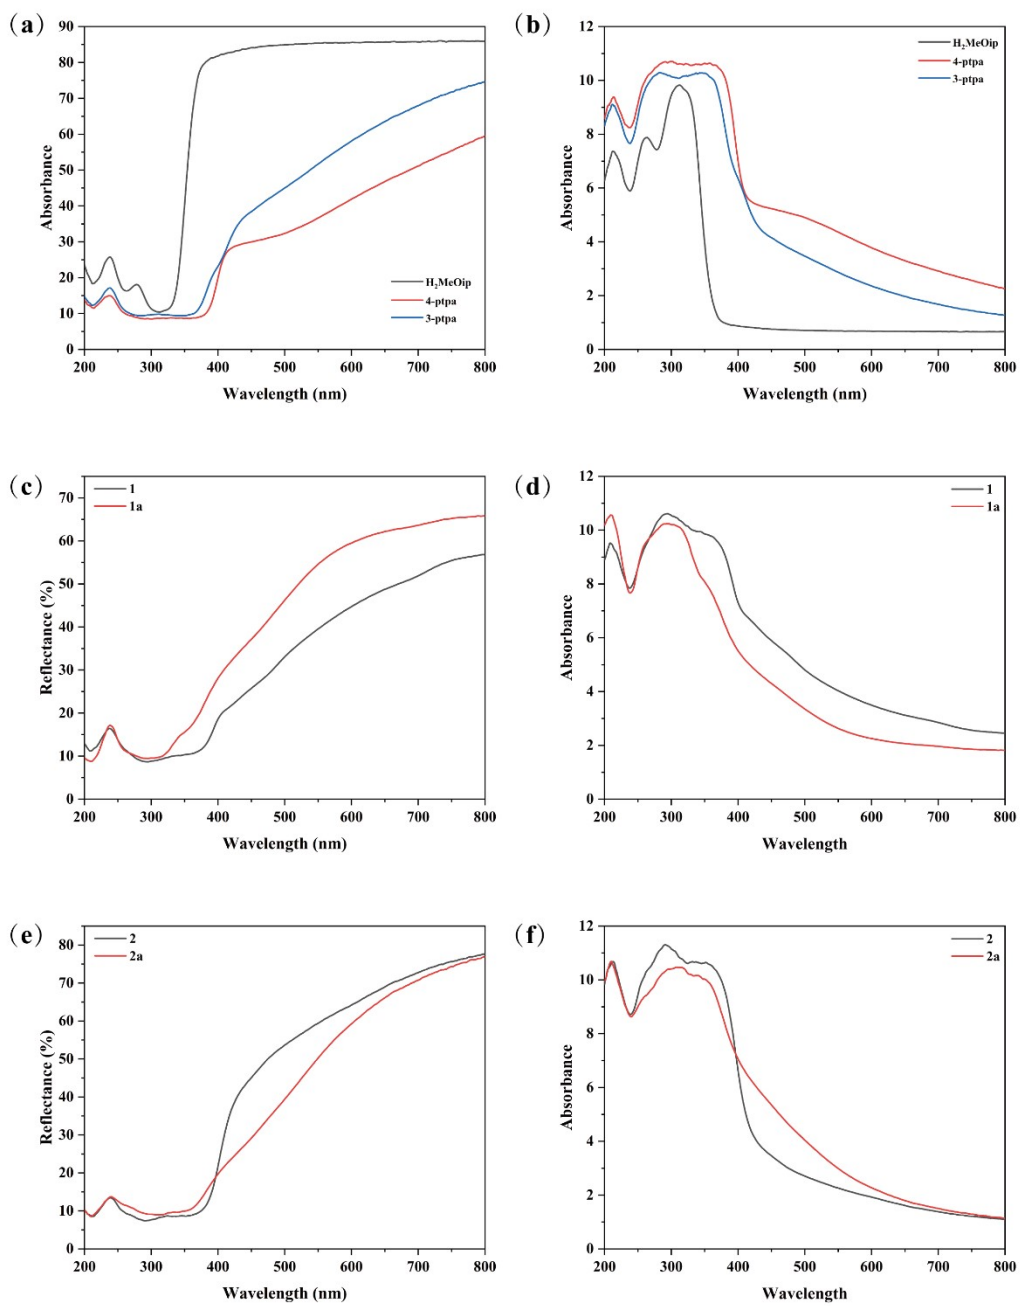 (a)
90
80
70
60
50
40
30
20
10
0
Absorbance
H₂MeOip
4-ptpa
3-ptpa
200 300 400 500 600 700 800
Wavelength (nm)
(b)
12
10
8
6
4
2
0
Absorbance
H₂MeOip
4-ptpa
3-ptpa
200 300 400 500 600 700 800
Wavelength (nm)
(c)
70
60
50
40
30
20
10
0
Reflectance (%)
1
1a
200 300 400 500 600 700 800
Wavelength (nm)
(d)
12
10
8
6
4
2
0
Absorbance
1
1a
200 300 400 500 600 700 800
Wavelength
(e)
80
70
60
50
40
30
20
10
0
Reflectance (%)
2
2a
200 300 400 500 600 700 800
Wavelength (nm)
(f)
12
10
8
6
4
2
0
Absorbance
2
2a
200 300 400 500 600 700 800
Wavelength